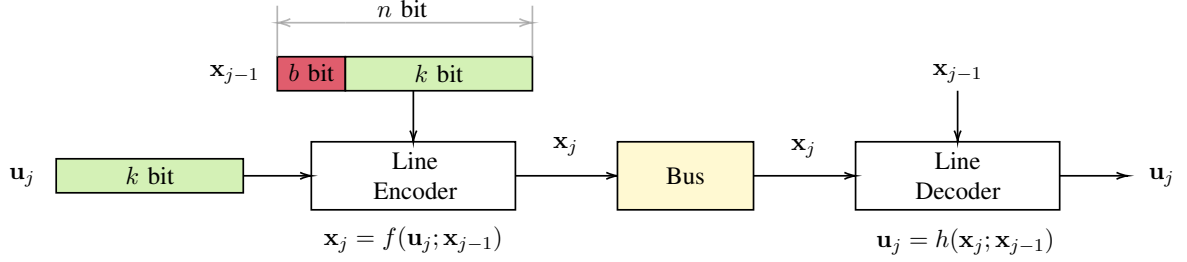 n bit
𝐱_{j−1} b bit k bit 𝐱_{j−1}
𝐮_j k bit Line Encoder 𝐱_j Bus 𝐱_j Line Decoder 𝐮_j
𝐱_j = f(𝐮_j; 𝐱_{j−1}) 𝐮_j = h(𝐱_j; 𝐱_{j−1})